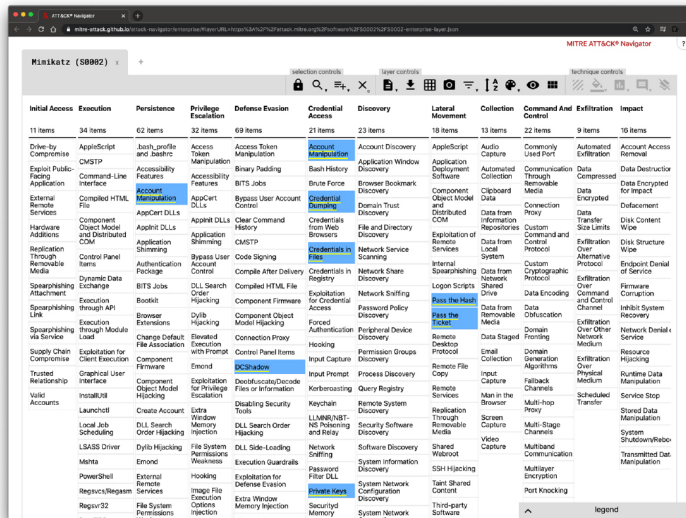 ATT&CK® Navigator
mitre-attack.github.io/attack-navigator/enterprise/#layerURL=https%3A%2F%2Fattack.mitre.org%2Fsoftware%2FS0002%2FS0002-enterprise-layer.json
MITRE ATT&CK® Navigator
?
Mimikatz (S0002) x
+
selection controls
layer controls
technique controls
Initial Access
11 items
Drive-by
Compromise
Exploit Public-
Facing
Application
External
Remote
Services
Hardware
Additions
Replication
Through
Removable
Media
Spearphishing
Attachment
Spearphishing
Link
Spearphishing
via Service
Supply Chain
Compromise
Trusted
Relationship
Valid
Accounts
Execution
34 items
AppleScript
CMSTP
Command-Line
Interface
Compiled HTML
File
Component
Object Model
and Distributed
COM
Control Panel
Items
Dynamic Data
Exchange
Execution
through API
Execution
through Module
Load
Exploitation for
Client Execution
Graphical User
Interface
InstallUtil
Launchctl
Local Job
Scheduling
LSASS Driver
Mshta
PowerShell
Regsvcs/Regasm
Regsvr32
Persistence
62 items
.bash_profile
and .bashrc
Accessibility
Features
Account
Manipulation
AppCert DLLs
AppInit DLLs
Application
Shimming
Authentication
Package
BITS Jobs
Bootkit
Browser
Extensions
Change Default
File Association
Component
Firmware
Component
Object Model
Hijacking
Create Account
DLL Search
Order Hijacking
Dylib Hijacking
Emond
External
Remote
Services
File System
Permissions
Privilege
Escalation
32 items
Access
Token
Manipulation
Accessibility
Features
AppCert
DLLs
AppInit DLLs
Application
Shimming
Bypass User
Account
Control
DLL Search
Order
Hijacking
Dylib
Hijacking
Elevated
Execution
with Prompt
Emond
Exploitation
for Privilege
Escalation
Extra
Window
Memory
Injection
File System
Permissions
Weakness
Hooking
Image File
Execution
Options
Injection
Defense Evasion
69 items
Access Token
Manipulation
Binary Padding
BITS Jobs
Bypass User Account
Control
Clear Command
History
CMSTP
Code Signing
Compile After Delivery
Compiled HTML File
Component Firmware
Component Object
Model Hijacking
Connection Proxy
Control Panel Items
DCShadow
Deobfuscate/Decode
Files or Information
Disabling Security
Tools
DLL Search Order
Hijacking
DLL Side-Loading
Execution Guardrails
Exploitation for
Defense Evasion
Extra Window
Memory Injection
Credential
Access
21 items
Account
Manipulation
Bash History
Brute Force
Credential
Dumping
Credentials
from Web
Browsers
Credentials in
Files
Credentials in
Registry
Exploitation
for Credential
Access
Forced
Authentication
Hooking
Input Capture
Input Prompt
Kerberoasting
Keychain
LLMNR/NBT-
NS Poisoning
and Relay
Network
Sniffing
Password
Filter DLL
Private Keys
Securityd
Memory
Discovery
23 items
Account Discovery
Application Window
Discovery
Browser Bookmark
Discovery
Domain Trust
Discovery
File and Directory
Discovery
Network Service
Scanning
Network Share
Discovery
Network Sniffing
Password Policy
Discovery
Peripheral Device
Discovery
Permission Groups
Discovery
Process Discovery
Query Registry
Remote System
Discovery
Security Software
Discovery
Software Discovery
System Information
Discovery
System Network
Configuration
Discovery
System Network
Lateral
Movement
18 items
AppleScript
Application
Deployment
Software
Component
Object Model
and
Distributed
COM
Exploitation of
Remote
Services
Internal
Spearphishing
Logon Scripts
Pass the Hash
Pass the
Ticket
Remote
Desktop
Protocol
Remote File
Copy
Remote
Services
Replication
Through
Removable
Media
Shared
Webroot
SSH Hijacking
Taint Shared
Content
Third-party
Software
Collection
13 items
Audio
Capture
Automated
Collection
Clipboard
Data
Data from
Information
Repositories
Data from
Local
System
Data from
Network
Shared
Drive
Data from
Removable
Media
Data Staged
Email
Collection
Input
Capture
Man in the
Browser
Screen
Capture
Video
Capture
Command And
Control
22 items
Commonly
Used Port
Communication
Through
Removable
Media
Connection
Proxy
Custom
Command and
Control
Protocol
Custom
Cryptographic
Protocol
Data Encoding
Data
Obfuscation
Domain
Fronting
Domain
Generation
Algorithms
Fallback
Channels
Multi-hop
Proxy
Multi-Stage
Channels
Multiband
Communication
Multilayer
Encryption
Port Knocking
Exfiltration
9 items
Automated
Exfiltration
Data
Compressed
Data
Encrypted
Data
Transfer
Size Limits
Exfiltration
Over
Alternative
Protocol
Exfiltration
Over
Command
and Control
Channel
Exfiltration
Over Other
Network
Medium
Exfiltration
Over
Physical
Medium
Scheduled
Transfer
Impact
16 items
Account Access
Removal
Data Destruction
Data Encrypted
for Impact
Defacement
Disk Content
Wipe
Disk Structure
Wipe
Endpoint Denial
of Service
Firmware
Corruption
Inhibit System
Recovery
Network Denial
Service
Resource
Hijacking
Runtime Data
Manipulation
Service Stop
Stored Data
Manipulation
System
Shutdown/Reboo
Transmitted Data
Manipulation
legend